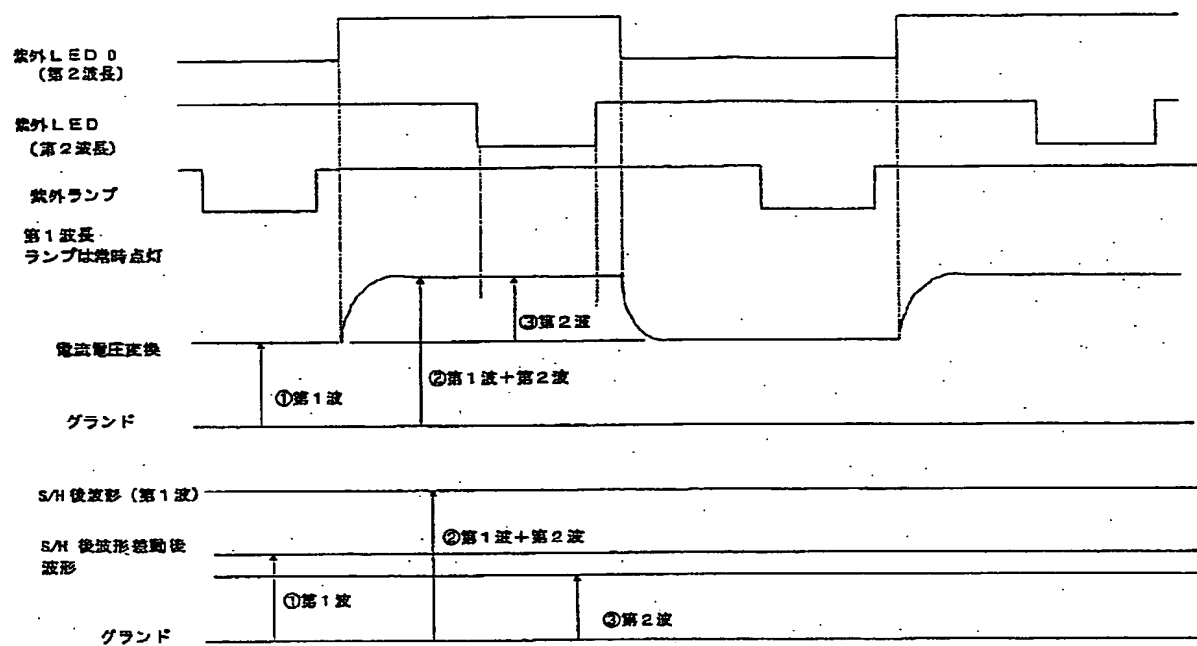 紫外LED 0
(第2波長)
紫外LED
(第2波長)
紫外ランプ
第1波長
ランプは常時点灯
③第2波
電流電圧変換
②第1波+第2波
①第1波
グランド
S/H 後波形 (第1波)
②第1波+第2波
S/H 後波形差動後
波形
①第1波
③第2波
グランド